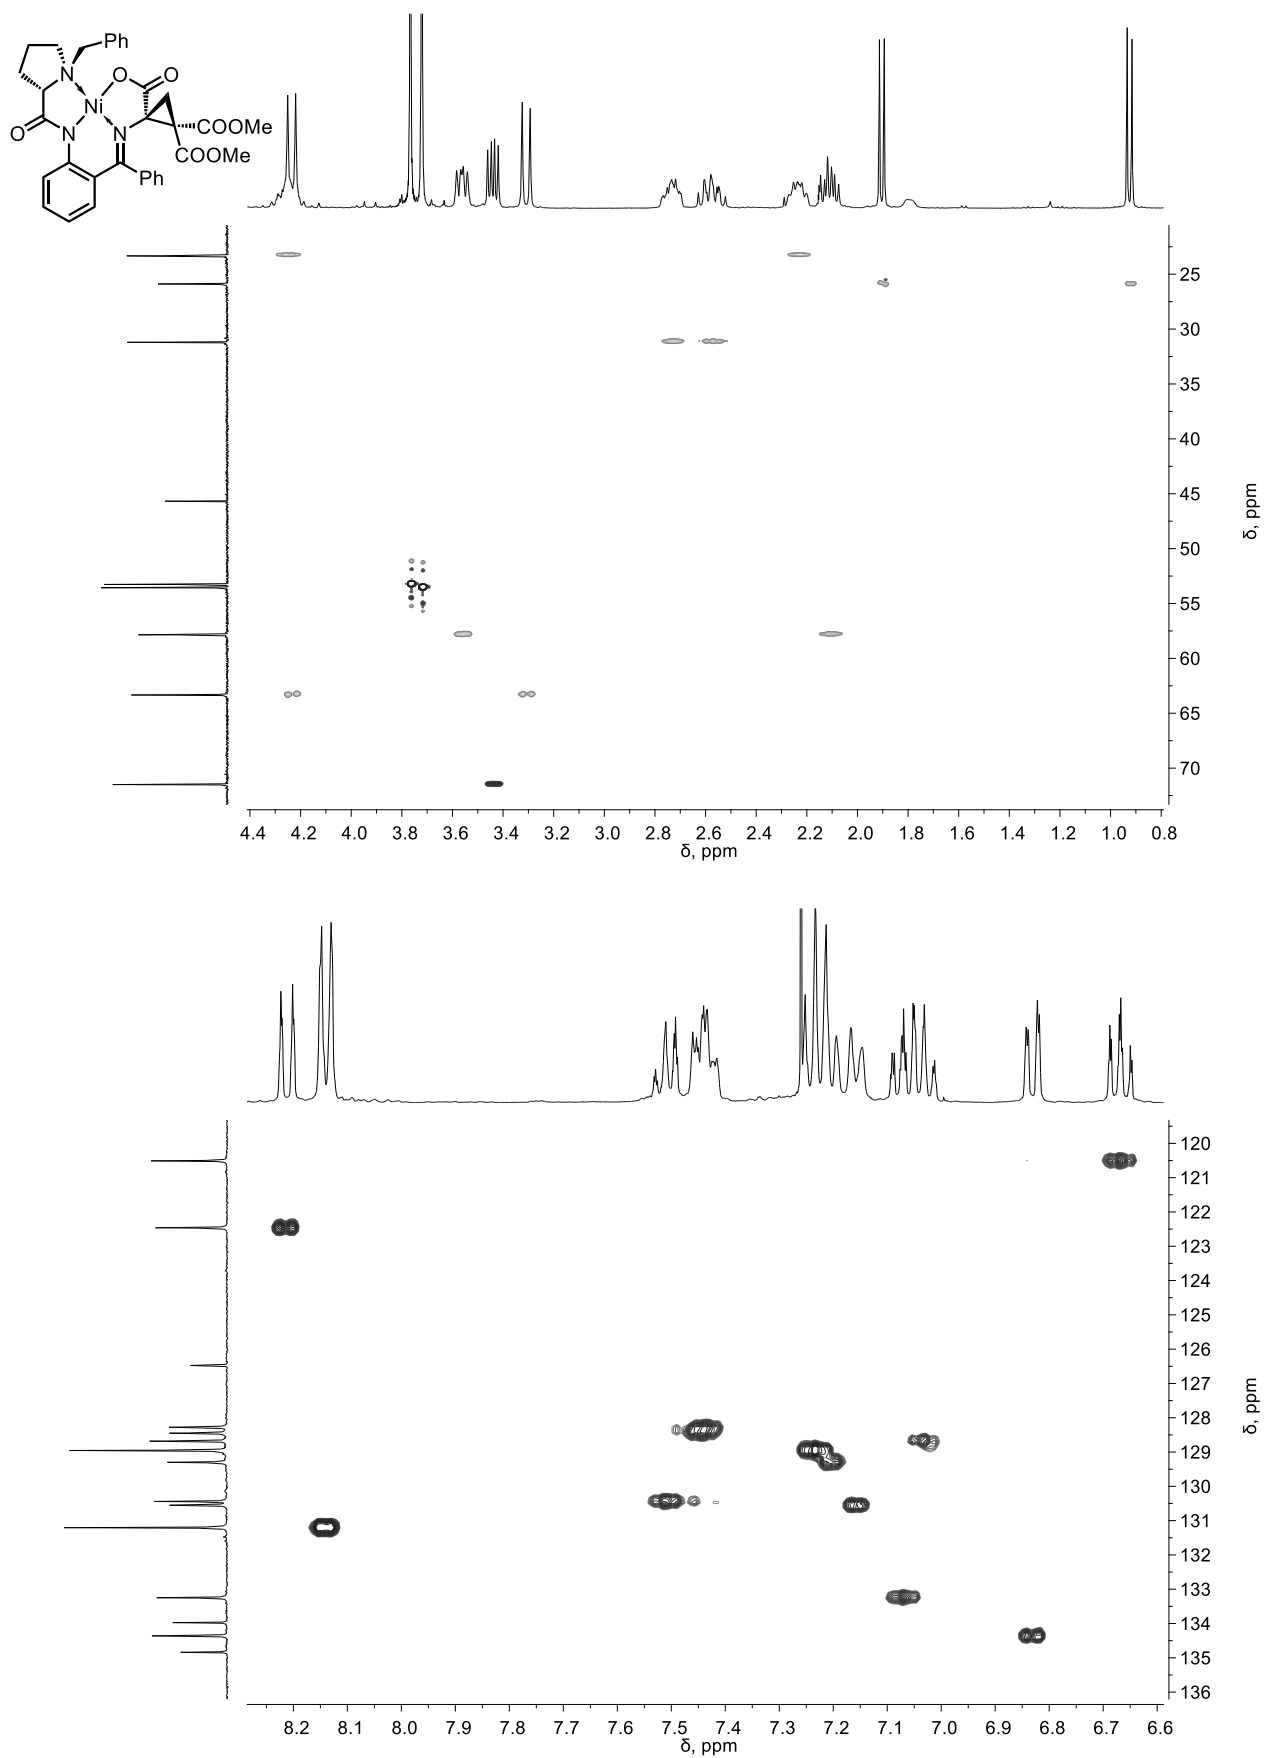 Ph
N
O
O
Ni
O
N
N
COOMe
COOMe
Ph
25
30
35
40
45
50
55
60
65
70
δ, ppm
4.4 4.2 4.0 3.8 3.6 3.4 3.2 3.0 2.8 2.6 2.4 2.2 2.0 1.8 1.6 1.4 1.2 1.0 0.8
δ, ppm
120
121
122
123
124
125
126
127
128
129
130
131
132
133
134
135
136
δ, ppm
8.2 8.1 8.0 7.9 7.8 7.7 7.6 7.5 7.4 7.3 7.2 7.1 7.0 6.9 6.8 6.7 6.6
δ, ppm